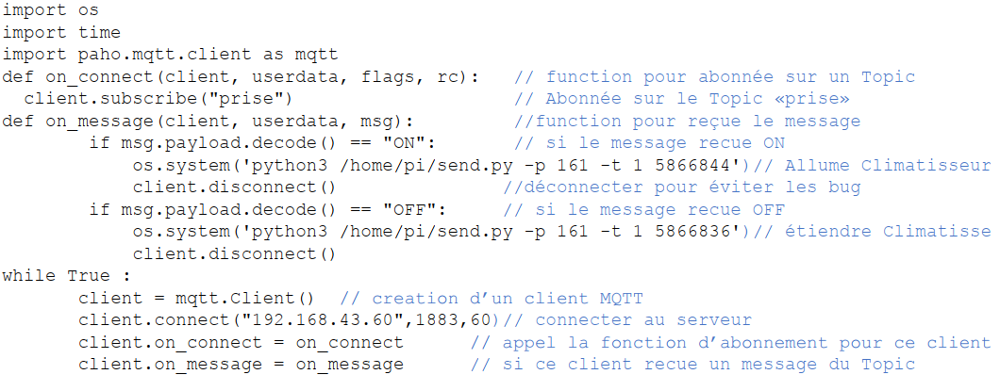 import os
import time
import paho.mqtt.client as mqtt
def on_connect(client, userdata, flags, rc): // function pour abonnée sur un Topic
client.subscribe("prise") // Abonnée sur le Topic «prise»
def on_message(client, userdata, msg): //function pour reçue le message
if msg.payload.decode() == "ON": // si le message recue ON
os.system('python3 /home/pi/send.py -p 161 -t 1 5866844')// Allume Climatisseur
client.disconnect() //déconnecter pour éviter les bug
if msg.payload.decode() == "OFF": // si le message recue OFF
os.system('python3 /home/pi/send.py -p 161 -t 1 5866836')// étiendre Climatisse
client.disconnect()
while True :
client = mqtt.Client() // creation d’un client MQTT
client.connect("192.168.43.60",1883,60)// connecter au serveur
client.on_connect = on_connect // appel la fonction d’abonnement pour ce client
client.on_message = on_message // si ce client recue un message du Topic